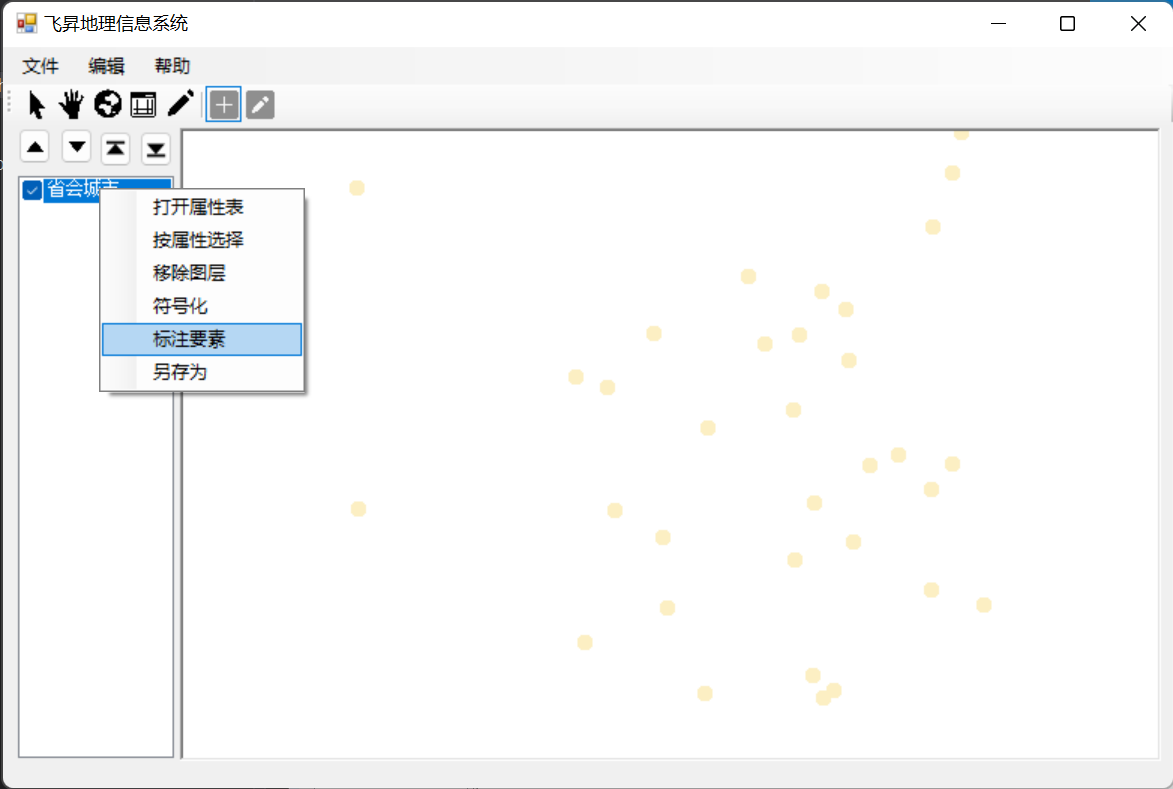 飞昇地理信息系统
文件 编辑 帮助
省会城市
打开属性表
按属性选择
移除图层
符号化
标注要素
另存为